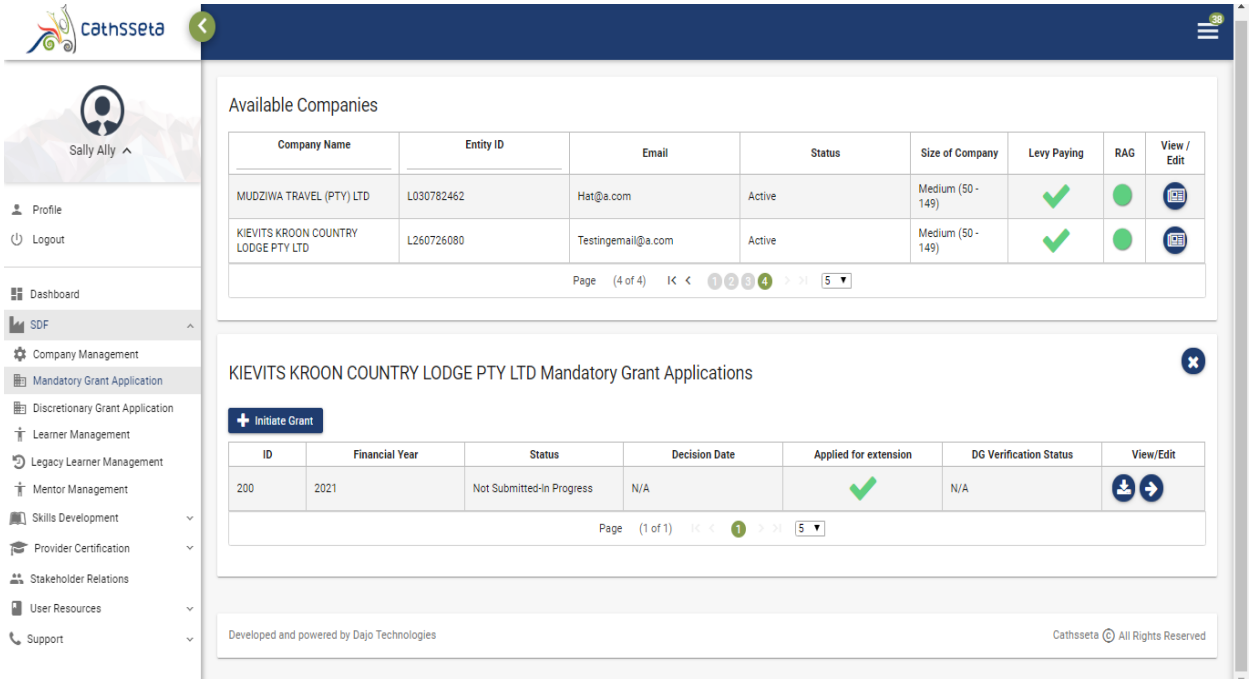 cathsseta
38
Sally Ally
Profile
Logout
Dashboard
SDF
Company Management
Mandatory Grant Application
Discretionary Grant Application
Learner Management
Legacy Learner Management
Mentor Management
Skills Development
Provider Certification
Stakeholder Relations
User Resources
Support
Available Companies
Company Name Entity ID Email Status Size of Company Levy Paying RAG View /
Edit
MUDZIWA TRAVEL (PTY) LTD L030782462 Hat@a.com Active Medium (50 -
149)
KIEVITS KROON COUNTRY
LODGE PTY LTD L260726080 Testingemail@a.com Active Medium (50 -
149)
Page (4 of 4) 1 2 3 4 5
KIEVITS KROON COUNTRY LODGE PTY LTD Mandatory Grant Applications
Initiate Grant
ID Financial Year Status Decision Date Applied for extension DG Verification Status View/Edit
200 2021 Not Submitted-In Progress N/A N/A
Page (1 of 1) 1 5
Developed and powered by Dajo Technologies
Cathsseta © All Rights Reserved